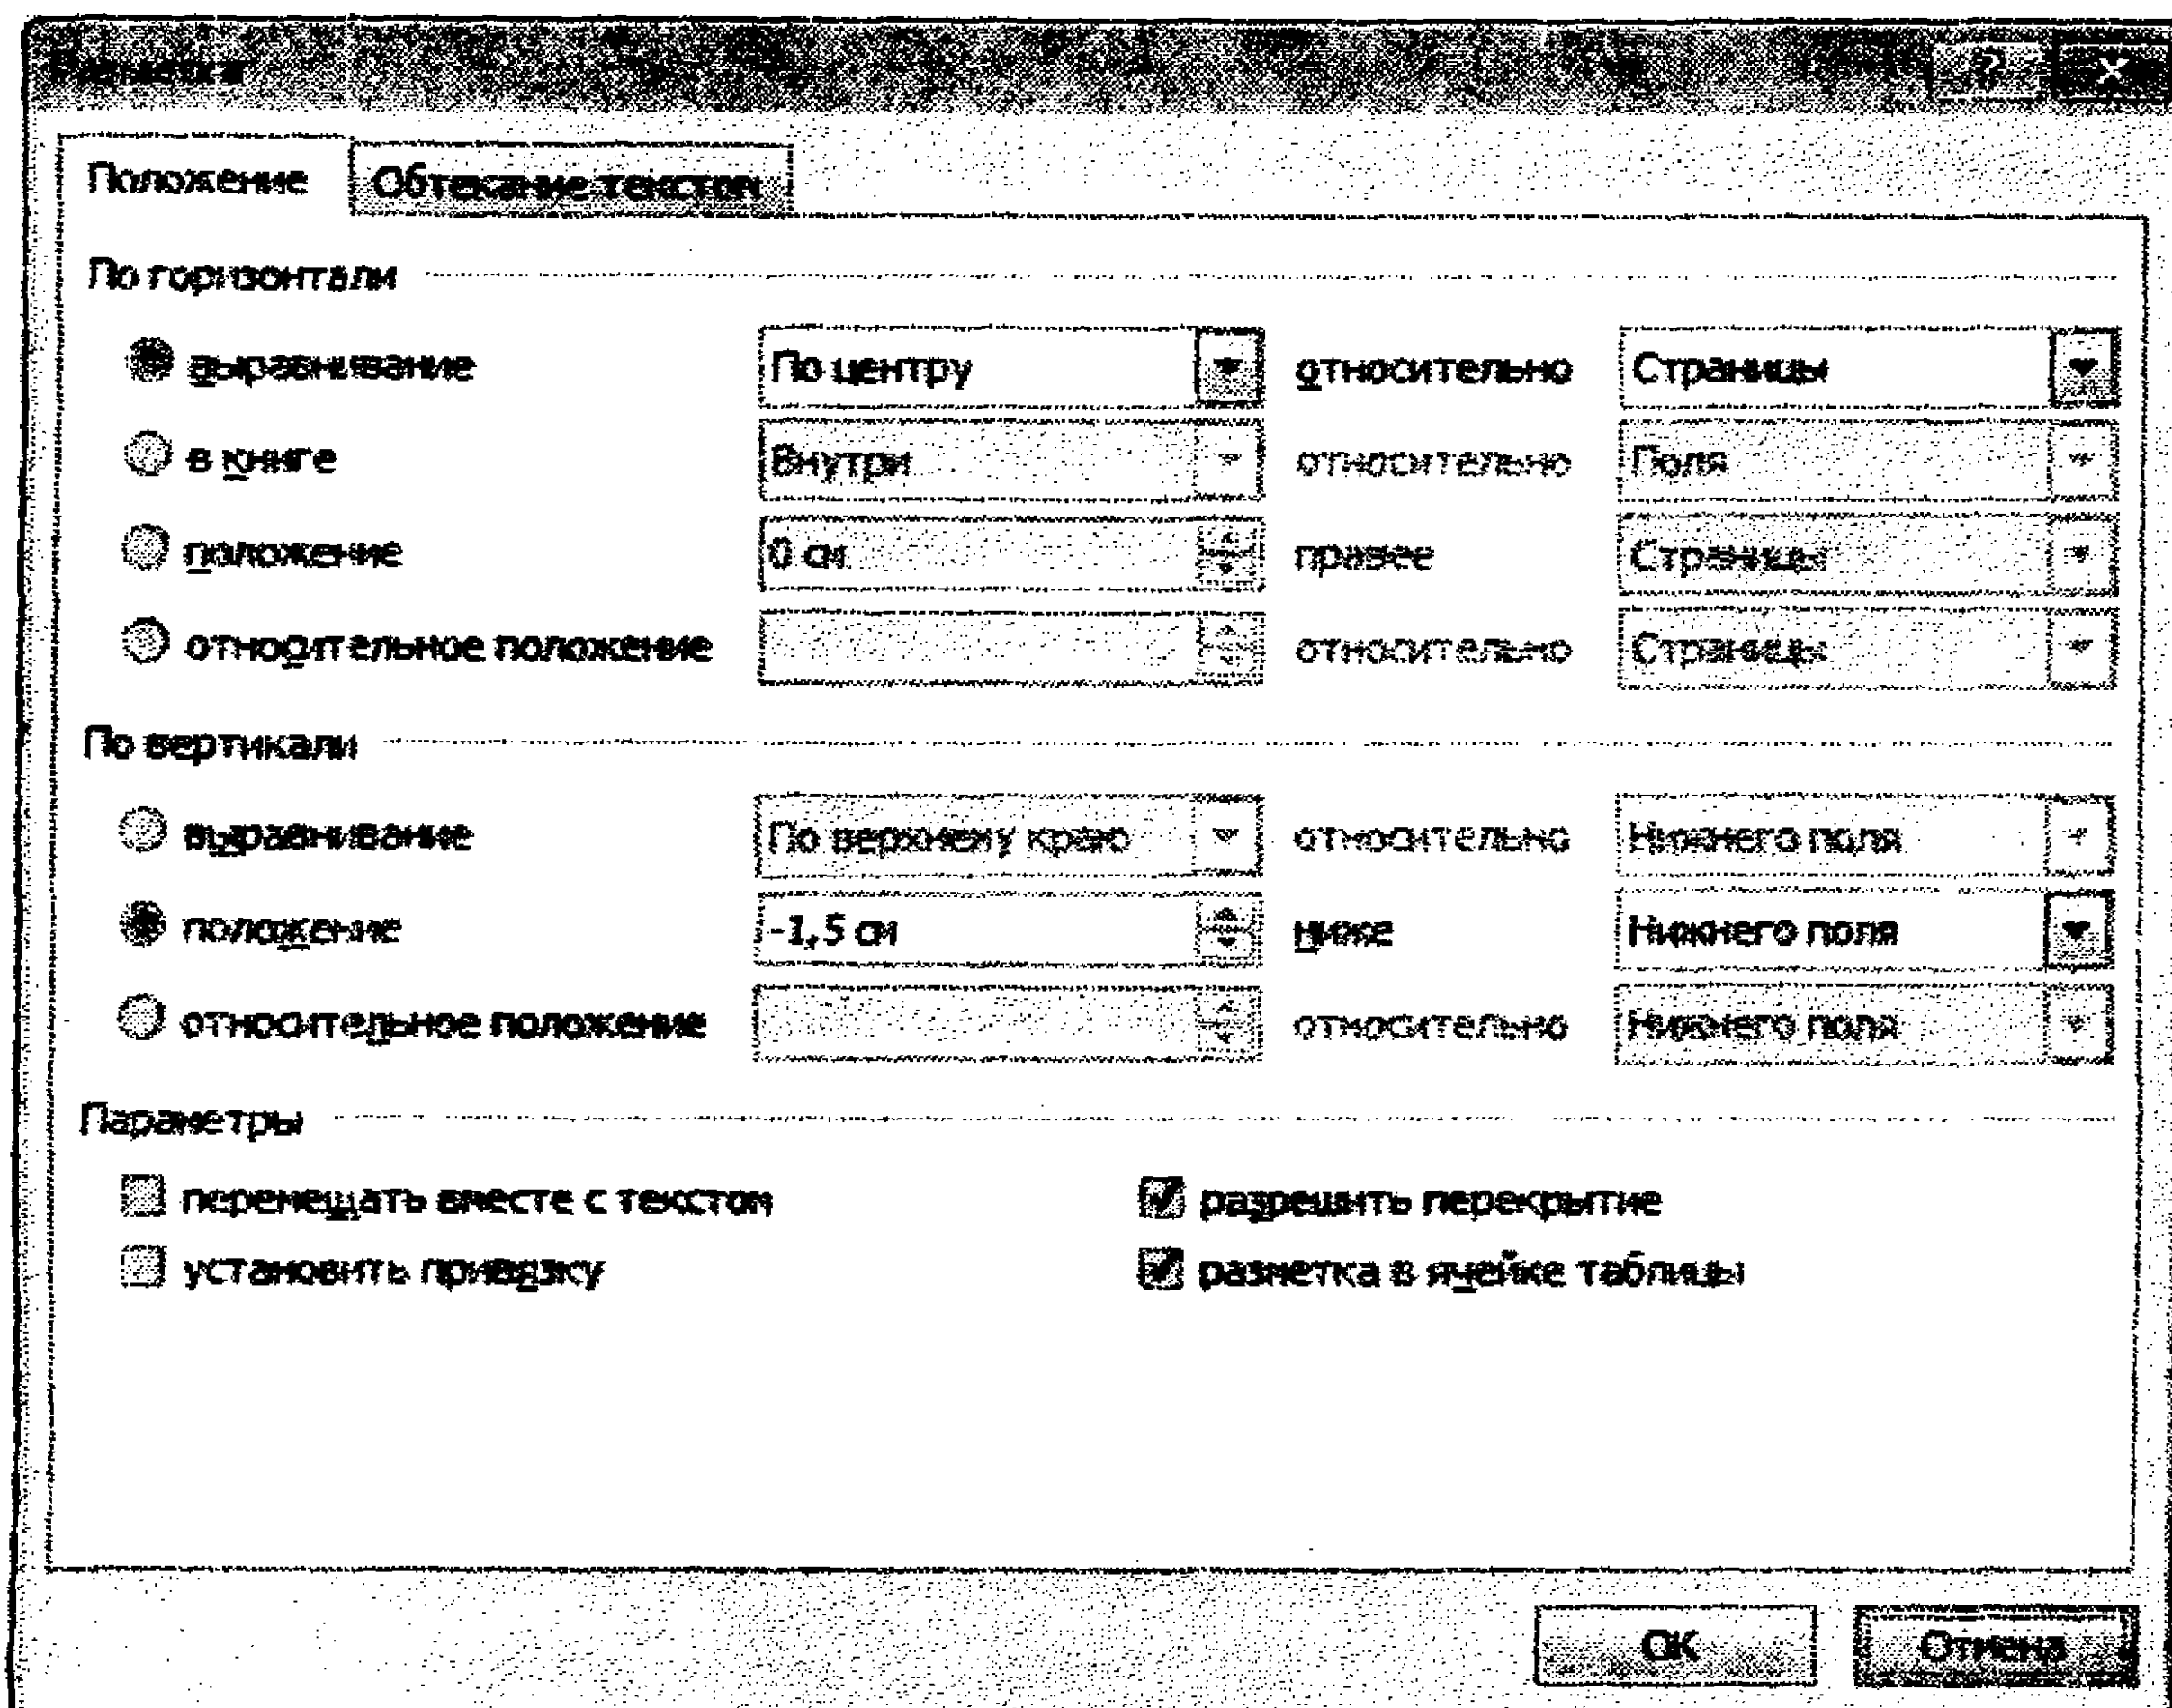 Разметка
Положение Обтекание текстом
По горизонтали
выравнивание По центру относительно Страницы
в книге Внутри относительно Поля
положение 0 см правее Страницы
относительное положение относительно Страницы
По вертикали
выравнивание По верхнему краю относительно Нижнего поля
положение -1,5 см ниже Нижнего поля
относительное положение относительно Нижнего поля
Параметры
перемещать вместе с текстом разрешить перекрытие
установить привязку разметка в ячейке таблицы
ОК Отмена